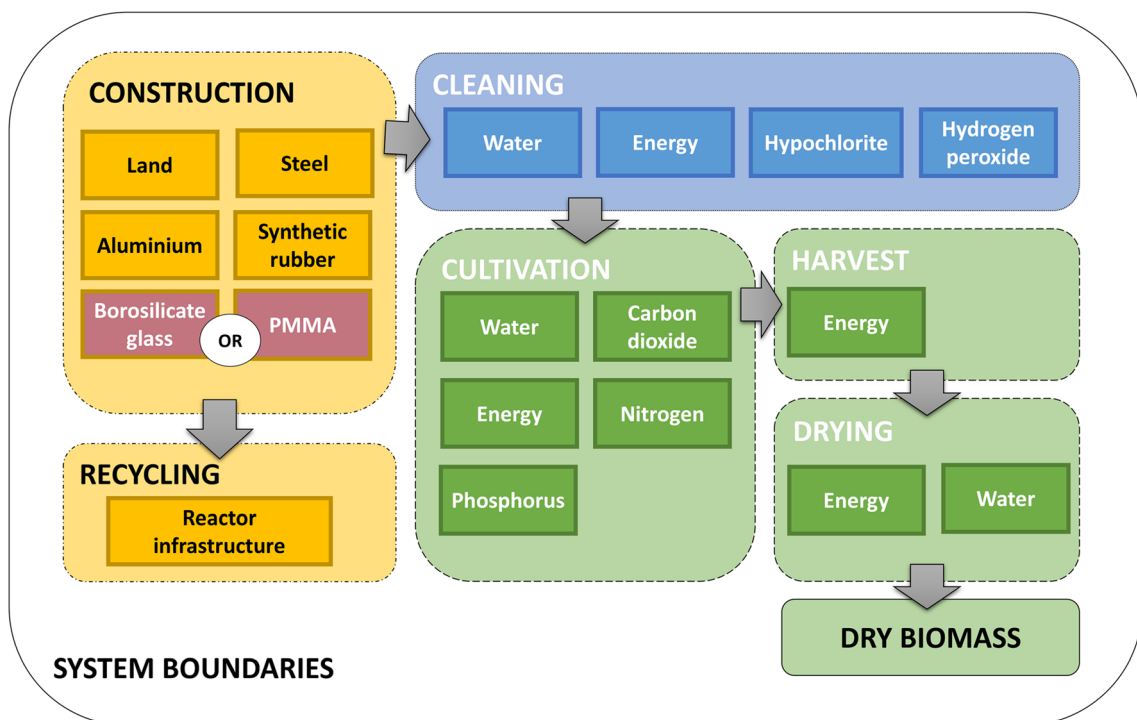 CONSTRUCTION
Land
Steel
Aluminium
Synthetic
rubber
Borosilicate
glass
OR
PMMA
RECYCLING
Reactor
infrastructure
CLEANING
Water
Energy
Hypochlorite
Hydrogen
peroxide
CULTIVATION
Water
Carbon
dioxide
Energy
Nitrogen
Phosphorus
HARVEST
Energy
DRYING
Energy
Water
DRY BIOMASS
SYSTEM BOUNDARIES